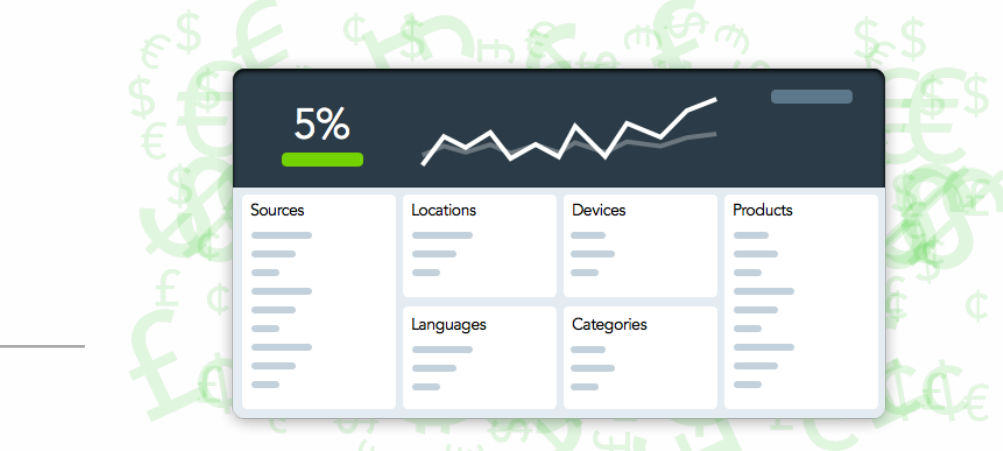 5%
Sources
Locations
Devices
Products
Languages
Categories